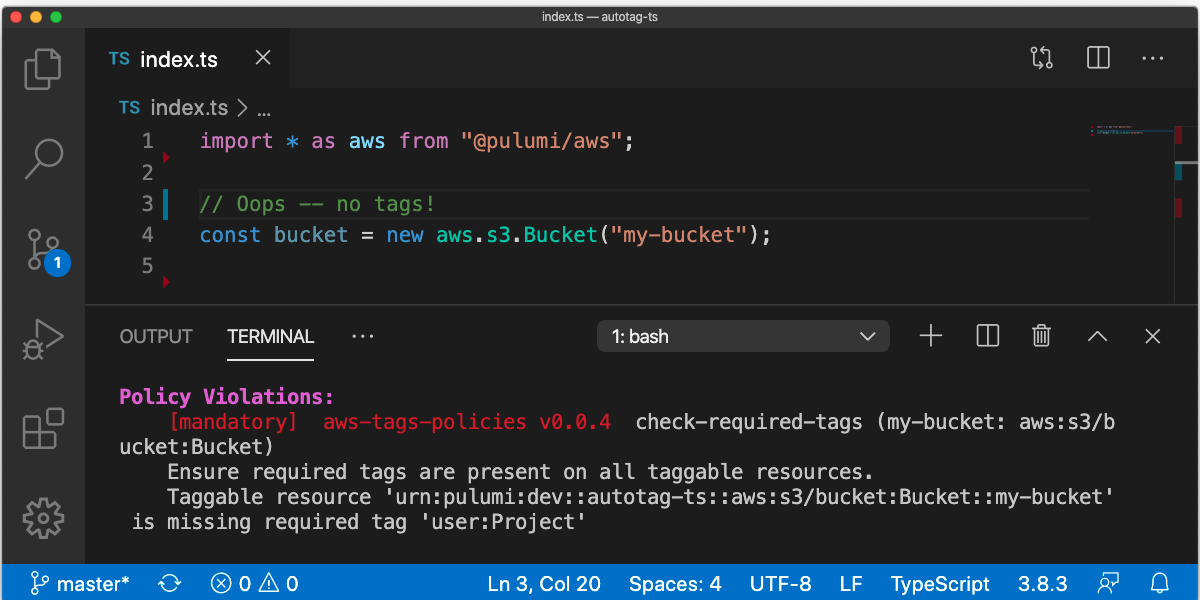 index.ts — autotag-ts
TS index.ts
TS index.ts > ...
1 import * as aws from "@pulumi/aws";
2
3 // Oops -- no tags!
4 const bucket = new aws.s3.Bucket("my-bucket");
5
1
OUTPUT TERMINAL ... 1: bash
Policy Violations:
[mandatory] aws-tags-policies v0.0.4 check-required-tags (my-bucket: aws:s3/b
ucket:Bucket)
Ensure required tags are present on all taggable resources.
Taggable resource 'urn:pulumi:dev::autotag-ts::aws:s3/bucket:Bucket::my-bucket'
is missing required tag 'user:Project'
master* 0 0 Ln 3, Col 20 Spaces: 4 UTF-8 LF TypeScript 3.8.3